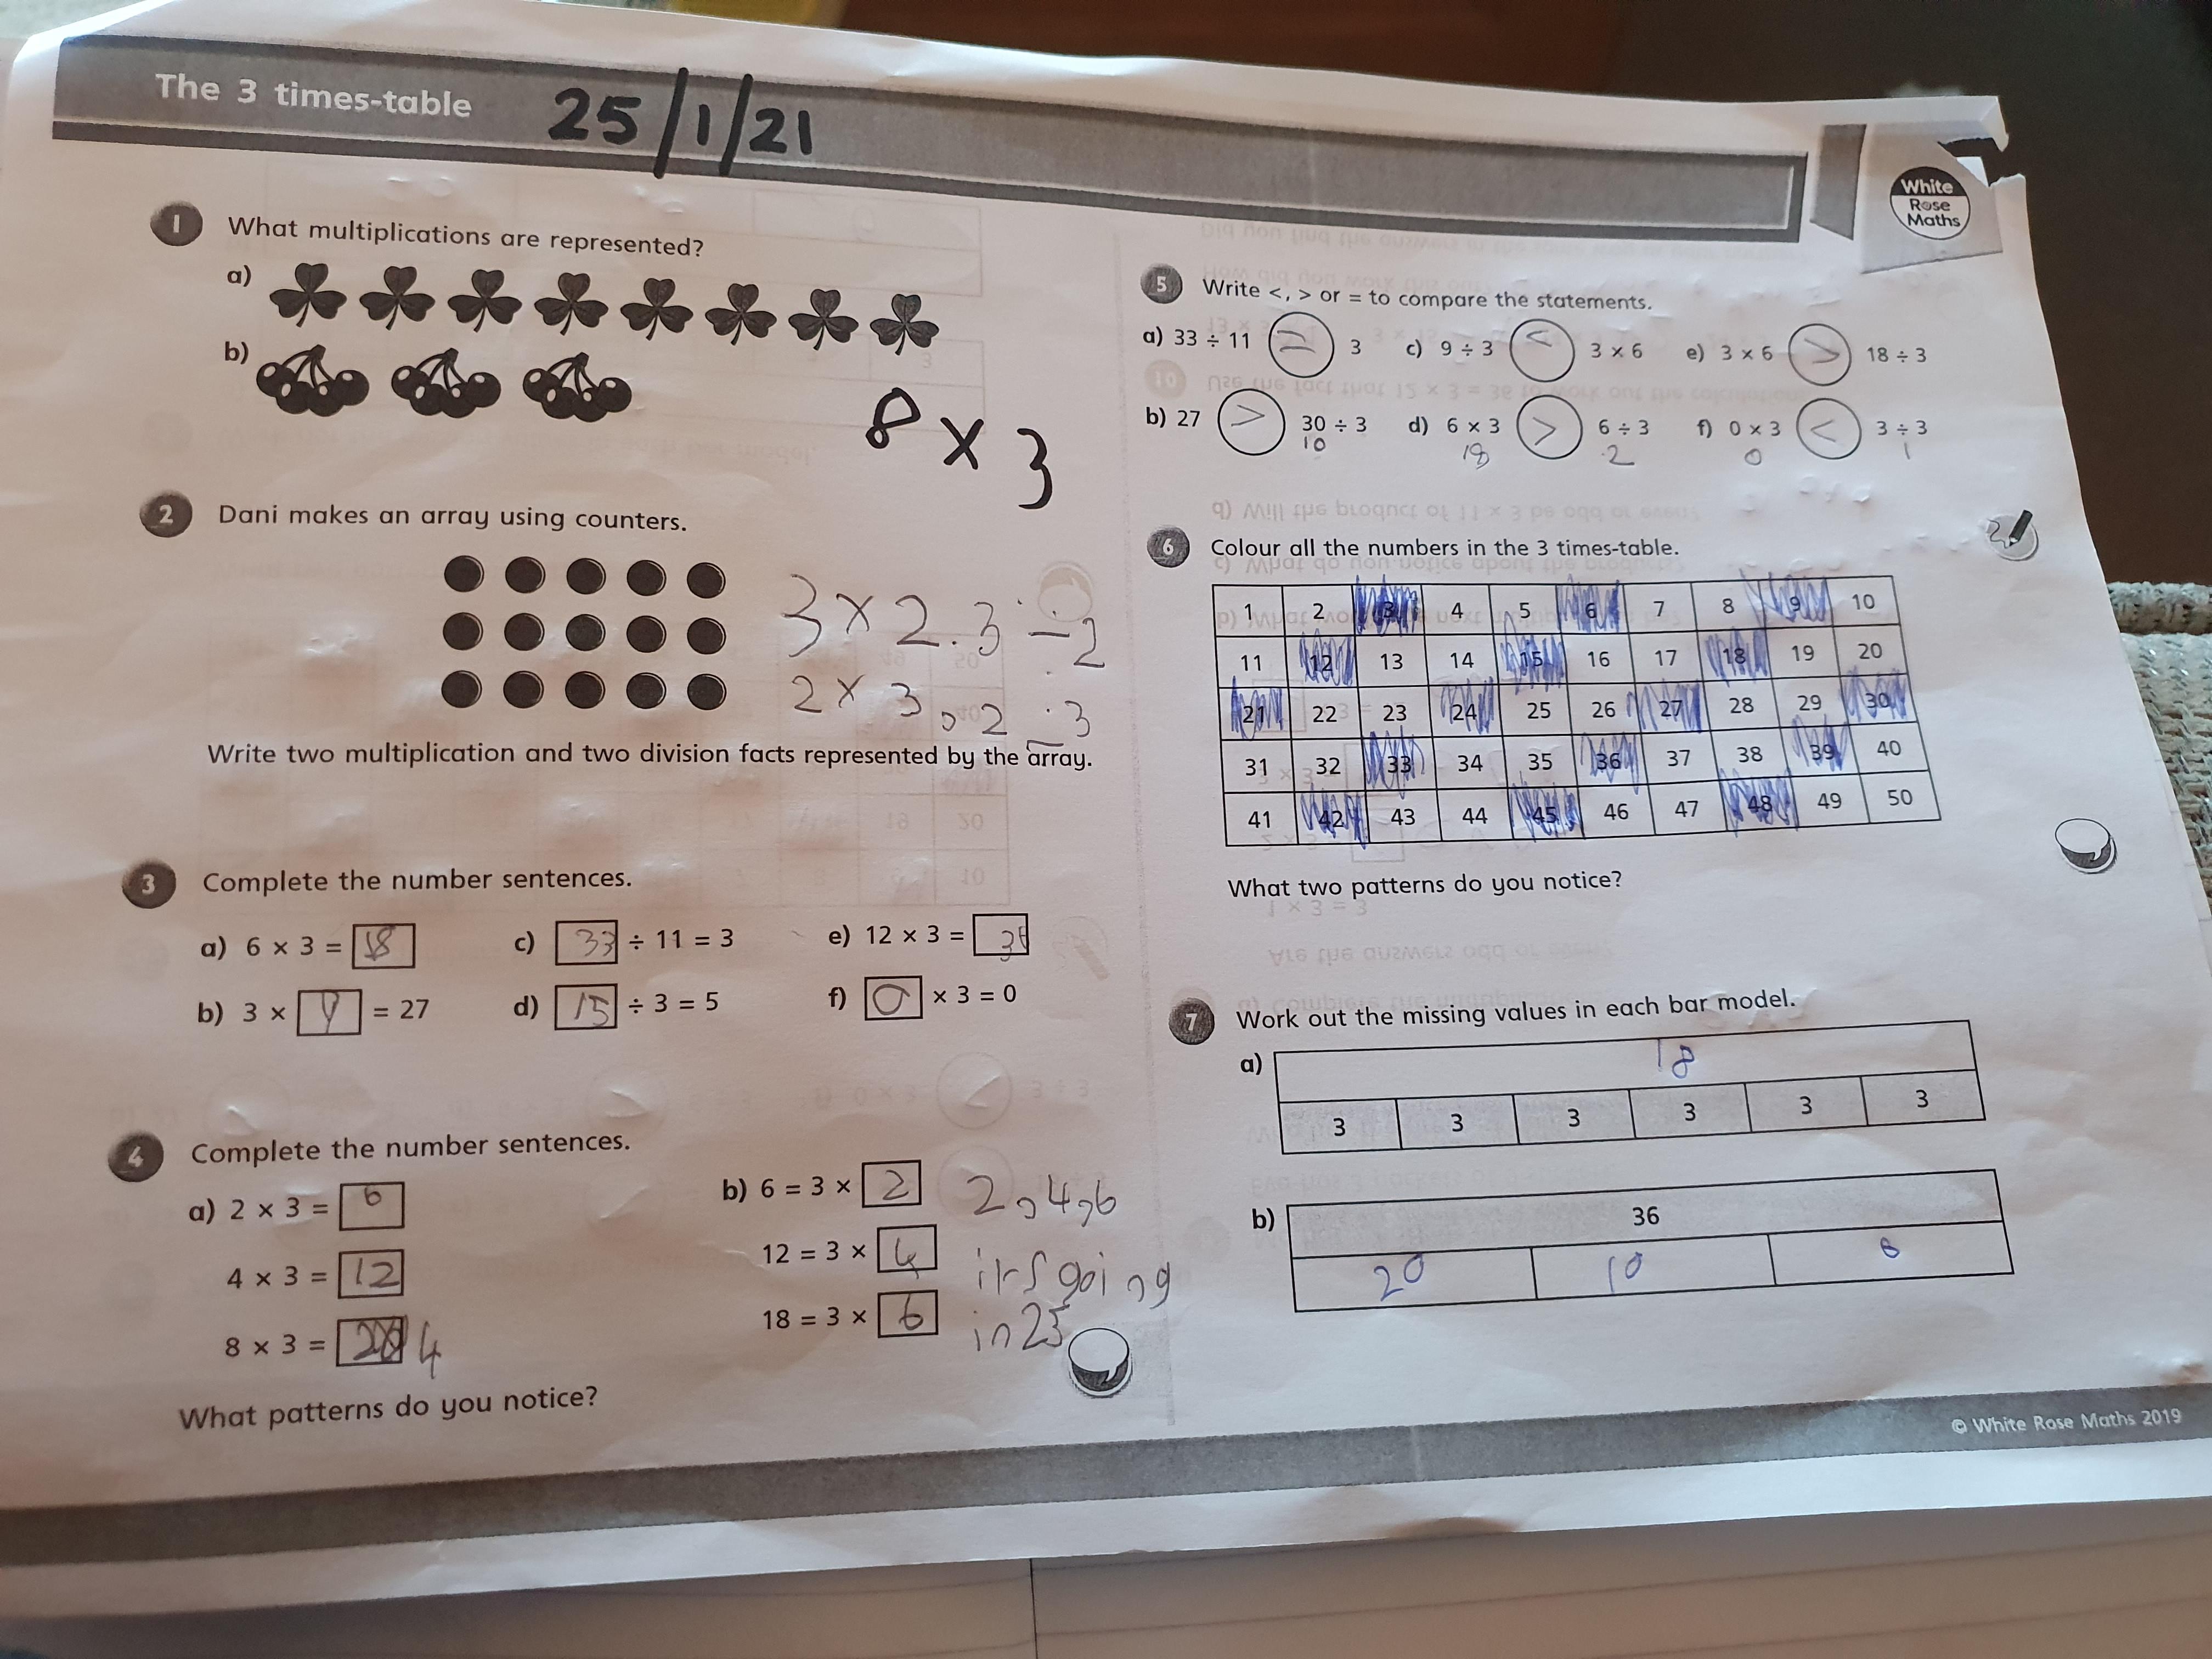 The 3 times-table 25/1/21
White
Rose
Maths
1 What multiplications are represented?
a)
b)
8 × 3
2 Dani makes an array using counters.
3 × 2 . 3 ÷ 2
2 × 3 , 2 ÷ 3
Write two multiplication and two division facts represented by the array.
3 Complete the number sentences.
a) 6 × 3 = 18
c) 33 ÷ 11 = 3
e) 12 × 3 =
b) 3 × 9 = 27
d) 15 ÷ 3 = 5
f) 0 × 3 = 0
4 Complete the number sentences.
a) 2 × 3 = 6
4 × 3 = 12
8 × 3 = 2 4
b) 6 = 3 × 2
12 = 3 × 4
18 = 3 × 6
2,4,6
its going
in 2s
What patterns do you notice?
5 Write <, > or = to compare the statements.
a) 33 ÷ 11 = 3
c) 9 ÷ 3 < 3 × 6
e) 3 × 6 > 18 ÷ 3
b) 27 > 30 ÷ 3
10
d) 6 × 3 > 6 ÷ 3
18 2
f) 0 × 3 < 3 ÷ 3
0 1
6 Colour all the numbers in the 3 times-table.
1 2 3 4 5 6 7 8 9 10
11 12 13 14 15 16 17 18 19 20
21 22 23 24 25 26 27 28 29 30
31 32 33 34 35 36 37 38 39 40
41 42 43 44 45 46 47 48 49 50
What two patterns do you notice?
7 Work out the missing values in each bar model.
a) 18
3 3 3 3 3 3
b) 36
20 10 6
© White Rose Maths 2019